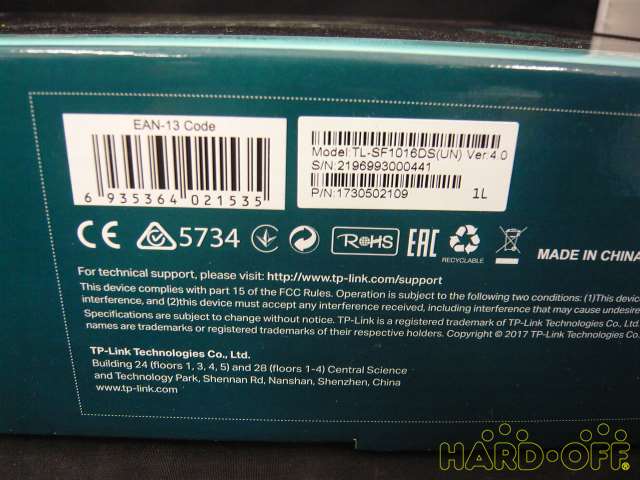 EAN-13 Code
6 935364 021535
Model:TL-SF1016DS(UN) Ver:4.0
S/N:2196993000441
P/N:1730502109
1L
CE 5734 RoHS EAC RECYCLABLE MADE IN CHINA
For technical support, please visit: http://www.tp-link.com/support
This device complies with part 15 of the FCC Rules. Operation is subject to the following two conditions: (1)This device
interference, and (2)this device must accept any interference received, including interference that may cause undesire
Specifications are subject to change without notice. TP-Link is a registered trademark of TP-Link Technologies Co., Ltd.
names are trademarks or registered trademarks of their respective holders. Copyright © 2017 TP-Link Technologies Co.
TP-Link Technologies Co., Ltd.
Building 24 (floors 1, 3, 4, 5) and 28 (floors 1-4) Central Science
and Technology Park, Shennan Rd, Nanshan, Shenzhen, China
www.tp-link.com
HARD·OFF